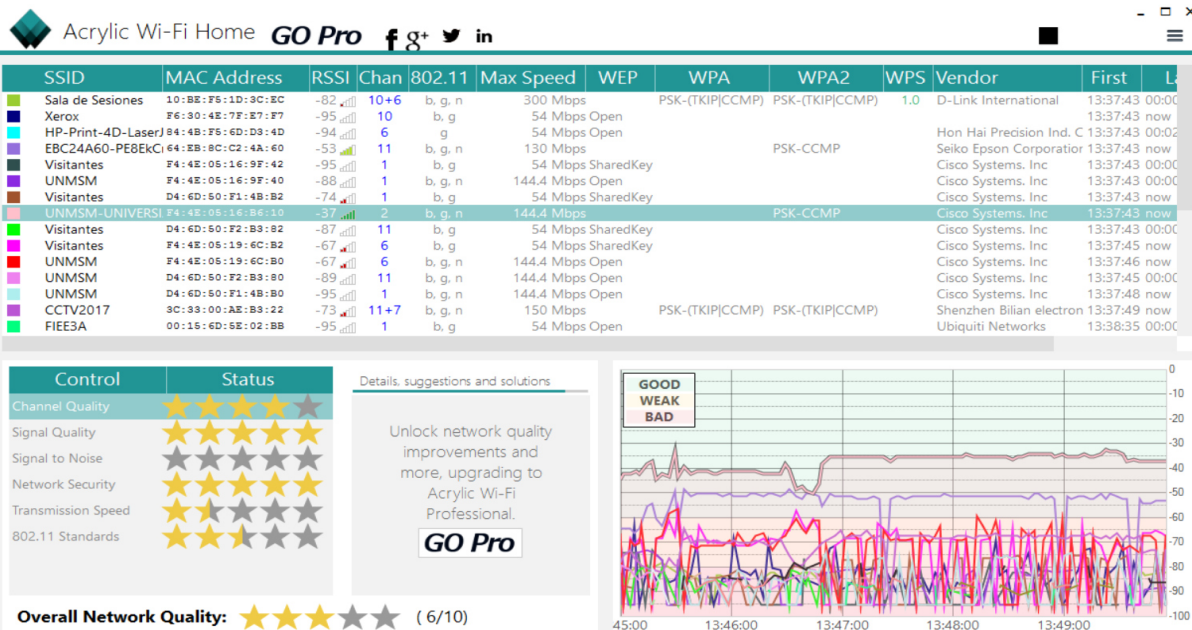 Acrylic Wi-Fi Home GO Pro f g+ in
SSID MAC Address RSSI Chan 802.11 Max Speed WEP WPA WPA2 WPS Vendor First La
Sala de Sesiones 10:BE:F5:1D:3C:EC -82 10+6 b, g, n 300 Mbps PSK-(TKIP|CCMP) PSK-(TKIP|CCMP) 1.0 D-Link International 13:37:43 00:00
Xerox F6:30:4E:7F:E7:F7 -95 10 b, g 54 Mbps Open 13:37:43 now
HP-Print-4D-LaserJ 84:4B:F5:6D:D3:4D -94 6 g 54 Mbps Open Hon Hai Precision Ind. C 13:37:43 00:02
EBC24A60-PE8EkC 64:EB:8C:C2:4A:60 -53 11 b, g, n 130 Mbps PSK-CCMP Seiko Epson Corporation 13:37:43 now
Visitantes F4:4E:05:16:9F:42 -95 1 b, g 54 Mbps SharedKey Cisco Systems. Inc 13:37:43 00:00
UNMSM F4:4E:05:16:9F:40 -88 1 b, g, n 144.4 Mbps Open Cisco Systems. Inc 13:37:43 00:00
Visitantes D4:6D:50:F1:4B:B2 -74 1 b, g 54 Mbps SharedKey Cisco Systems. Inc 13:37:43 now
UNMSM-UNIVERSI F4:4E:05:16:B6:10 -37 2 b, g, n 144.4 Mbps PSK-CCMP Cisco Systems. Inc 13:37:43 now
Visitantes D4:6D:50:F2:B3:82 -87 11 b, g 54 Mbps SharedKey Cisco Systems. Inc 13:37:43 00:00
Visitantes F4:4E:05:19:6C:B2 -67 6 b, g 54 Mbps SharedKey Cisco Systems. Inc 13:37:45 now
UNMSM F4:4E:05:19:6C:B0 -67 6 b, g, n 144.4 Mbps Open Cisco Systems. Inc 13:37:46 now
UNMSM D4:6D:50:F2:B3:80 -89 11 b, g, n 144.4 Mbps Open Cisco Systems. Inc 13:37:45 00:00
UNMSM D4:6D:50:F1:4B:B0 -95 1 b, g, n 144.4 Mbps Open Cisco Systems. Inc 13:37:48 now
CCTV2017 3C:33:00:AE:B3:22 -73 11+7 b, g, n 150 Mbps PSK-(TKIP|CCMP) PSK-(TKIP|CCMP) Shenzhen Bilian electron 13:37:49 now
FIEE3A 00:15:6D:5E:02:BB -95 1 b, g 54 Mbps Open Ubiquiti Networks 13:38:35 00:00
Control Status
Channel Quality
Signal Quality
Signal to Noise
Network Security
Transmission Speed
802.11 Standards
Overall Network Quality: ( 6/10)
Details, suggestions and solutions
Unlock network quality
improvements and
more, upgrading to
Acrylic Wi-Fi
Professional.
GO Pro
GOOD
WEAK
BAD
0
-10
-20
-30
-40
-50
-60
-70
-80
-90
-100
45:00 13:46:00 13:47:00 13:48:00 13:49:00